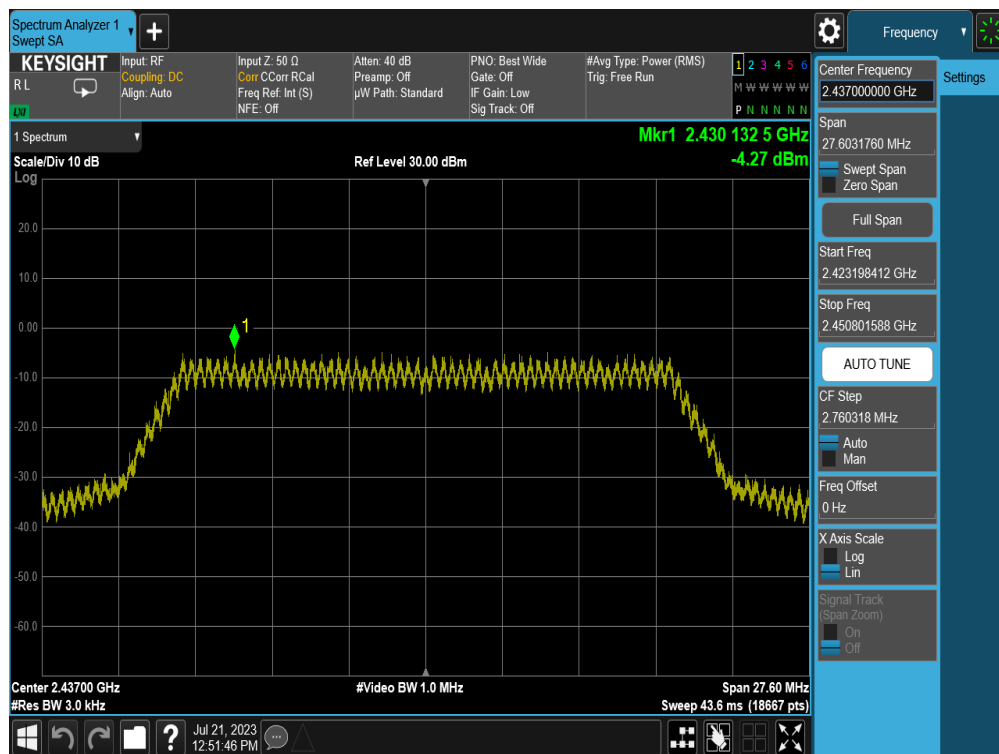 Spectrum Analyzer 1
Swept SA
Frequency
KEYSIGHT
R L
LXI
Input: RF
Coupling: DC
Align: Auto
Input Z: 50 Ω
Corr CCorr RCal
Freq Ref: Int (S)
NFE: Off
Atten: 40 dB
Preamp: Off
µW Path: Standard
PNO: Best Wide
Gate: Off
IF Gain: Low
Sig Track: Off
#Avg Type: Power (RMS)
Trig: Free Run
1 2 3 4 5 6
M W W W W W
P N N N N N
1 Spectrum
Mkr1 2.430 132 5 GHz
-4.27 dBm
Scale/Div 10 dB
Ref Level 30.00 dBm
Log
20.0
10.0
0.00
-10.0
-20.0
-30.0
-40.0
-50.0
-60.0
1
Center 2.43700 GHz
#Video BW 1.0 MHz
Span 27.60 MHz
#Res BW 3.0 kHz
Sweep 43.6 ms (18667 pts)
Center Frequency
2.437000000 GHz
Settings
Span
27.6031760 MHz
Swept Span
Zero Span
Full Span
Start Freq
2.423198412 GHz
Stop Freq
2.450801588 GHz
AUTO TUNE
CF Step
2.760318 MHz
Auto
Man
Freq Offset
0 Hz
X Axis Scale
Log
Lin
Signal Track
(Span Zoom)
On
Off
?
Jul 21, 2023
12:51:46 PM